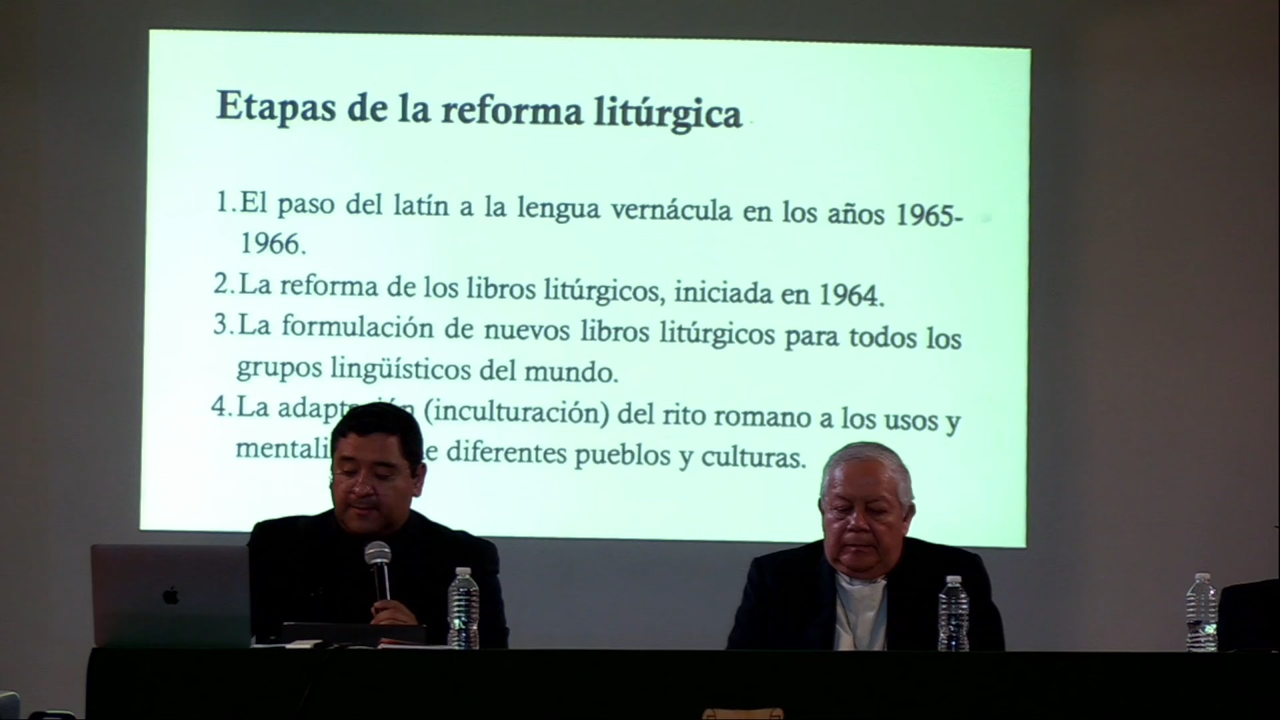 Etapas de la reforma litúrgica
1. El paso del latín a la lengua vernácula en los años 1965-
1966.
2. La reforma de los libros litúrgicos, iniciada en 1964.
3. La formulación de nuevos libros litúrgicos para todos los
grupos lingüísticos del mundo.
4. La (inculturación) del rito romano a los usos y
diferentes pueblos y culturas.